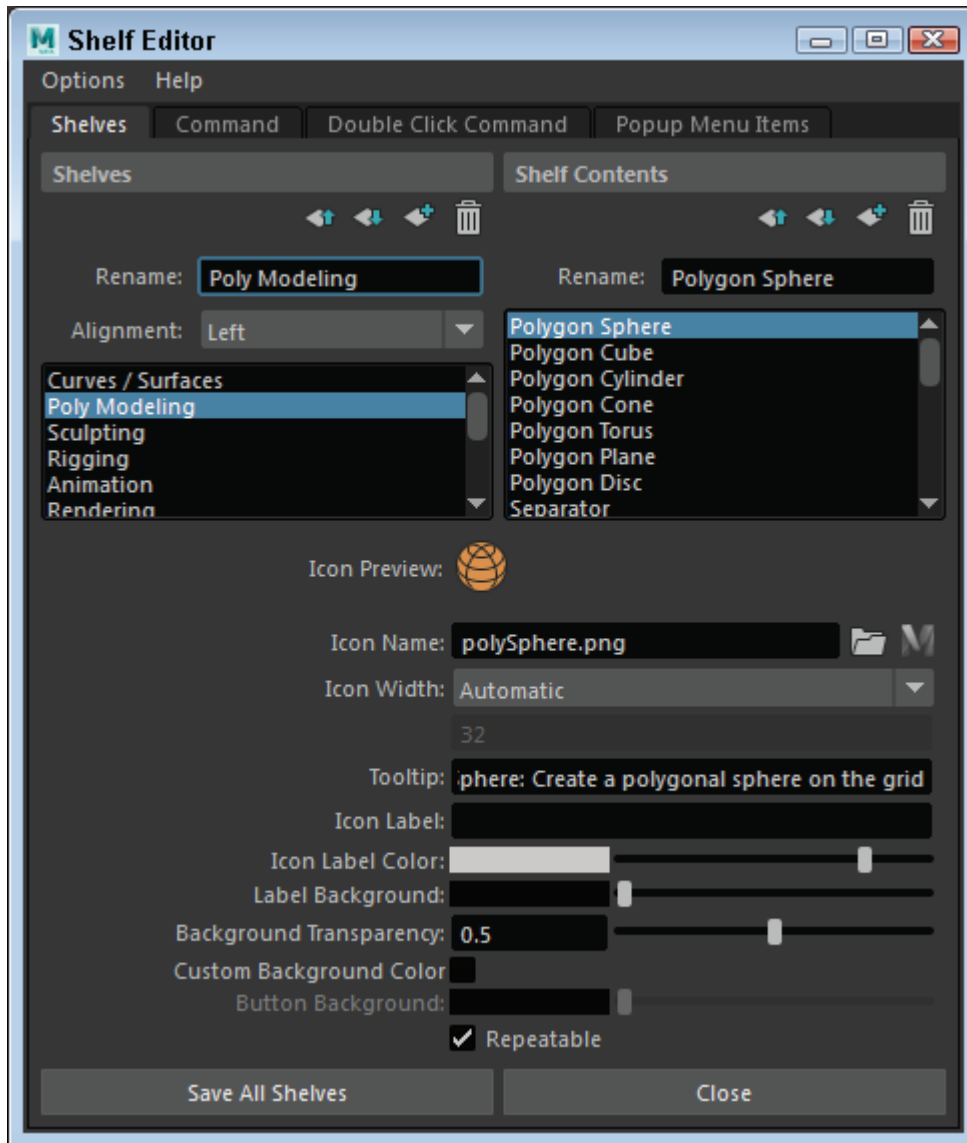 Shelf Editor
Options Help
Shelves Command Double Click Command Popup Menu Items
Shelves
Rename: Poly Modeling
Alignment: Left
Curves / Surfaces
Poly Modeling
Sculpting
Rigging
Animation
Rendering
Shelf Contents
Rename: Polygon Sphere
Polygon Sphere
Polygon Cube
Polygon Cylinder
Polygon Cone
Polygon Torus
Polygon Plane
Polygon Disc
Separator
Icon Preview:
Icon Name: polySphere.png
Icon Width: Automatic
32
Tooltip: phere: Create a polygonal sphere on the grid
Icon Label:
Icon Label Color:
Label Background:
Background Transparency: 0.5
Custom Background Color
Button Background:
Repeatable
Save All Shelves Close